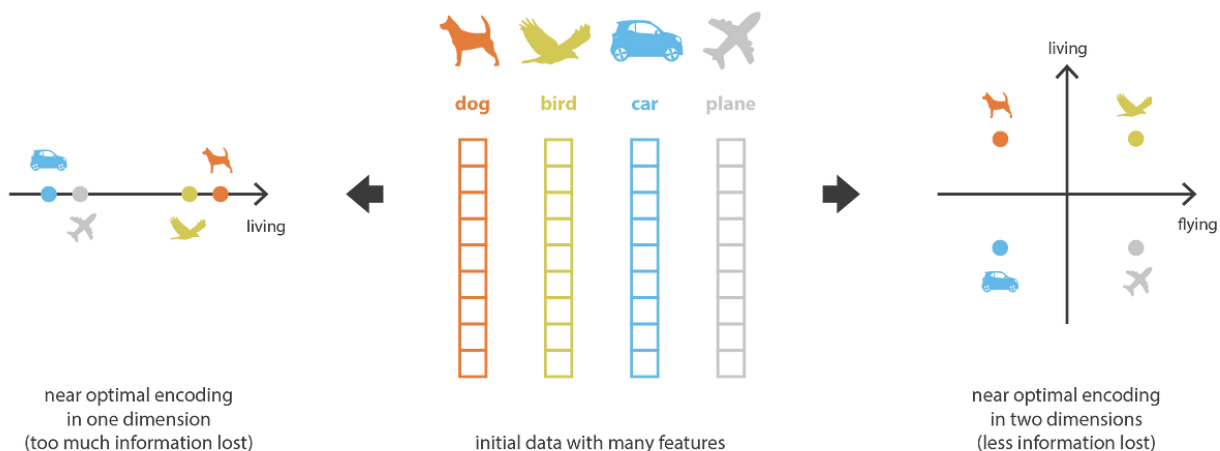 dog
bird
car
plane
living
near optimal encoding
in one dimension
(too much information lost)
initial data with many features
living
flying
near optimal encoding
in two dimensions
(less information lost)